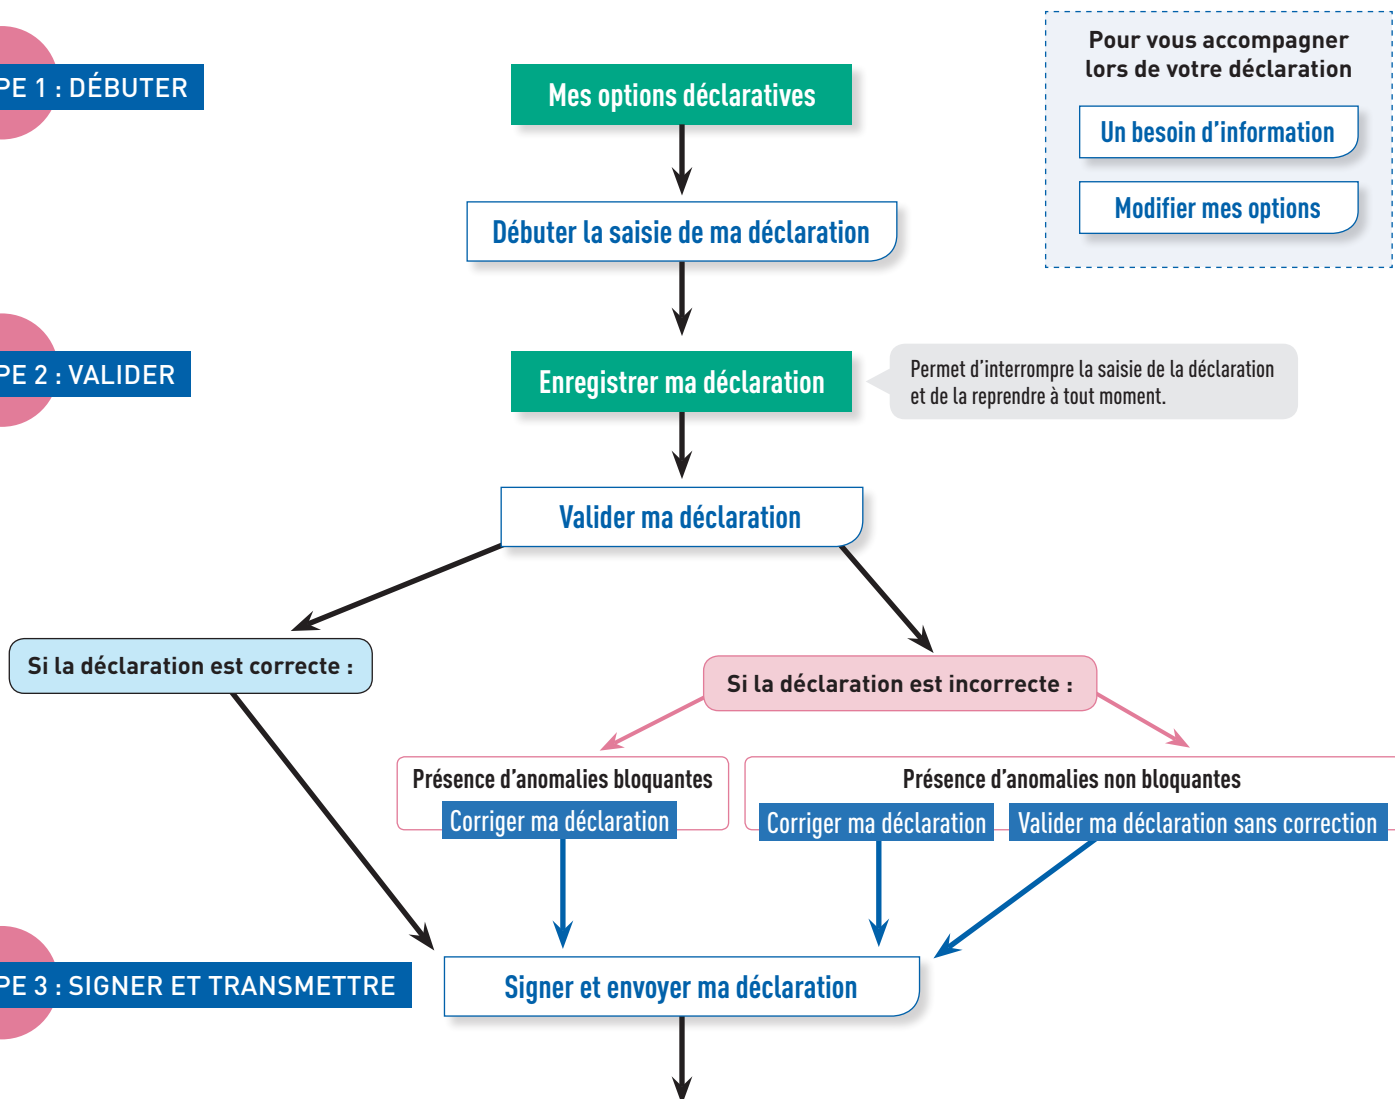 PE 1 : DÉBUTER
Mes options déclaratives
Pour vous accompagner
lors de votre déclaration
Un besoin d’information
Modifier mes options
Débuter la saisie de ma déclaration
PE 2 : VALIDER
Enregistrer ma déclaration
Permet d’interrompre la saisie de la déclaration
et de la reprendre à tout moment.
Valider ma déclaration
Si la déclaration est correcte :
Si la déclaration est incorrecte :
Présence d’anomalies bloquantes
Corriger ma déclaration
Présence d’anomalies non bloquantes
Corriger ma déclaration
Valider ma déclaration sans correction
PE 3 : SIGNER ET TRANSMETTRE
Signer et envoyer ma déclaration